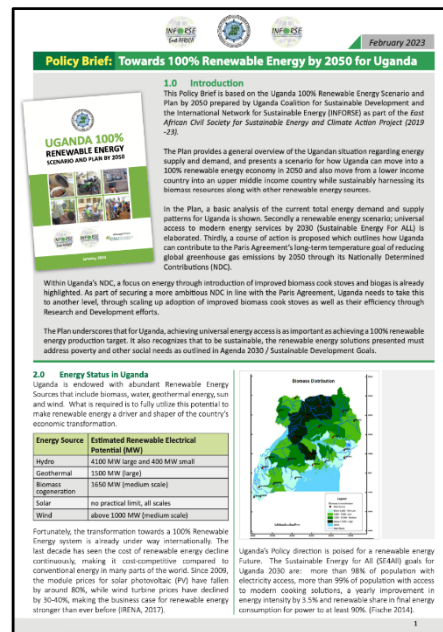 INFORSE
East AFRICA
INFORSE
February 2023
Policy Brief: Towards 100% Renewable Energy by 2050 for Uganda
UGANDA 100%
RENEWABLE ENERGY
SCENARIO AND PLAN BY 2050
January, 2023
1.0 Introduction
This Policy Brief is based on the Uganda 100% Renewable Energy Scenario and
Plan by 2050 prepared by Uganda Coalition for Sustainable Development and
the International Network for Sustainable Energy (INFORSE) as part of the East
African Civil Society for Sustainable Energy and Climate Action Project (2019
-23).
The Plan provides a general overview of the Ugandan situation regarding energy
supply and demand, and presents a scenario for how Uganda can move into a
100% renewable energy economy in 2050 and also move from a lower income
country into an upper middle income country while sustainably harnessing its
biomass resources along with other renewable energy sources.
In the Plan, a basic analysis of the current total energy demand and supply
patterns for Uganda is shown. Secondly a renewable energy scenario; universal
access to modern energy services by 2030 (Sustainable Energy For ALL) is
elaborated. Thirdly, a course of action is proposed which outlines how Uganda
can contribute to the Paris Agreement's long-term temperature goal of reducing
global greenhouse gas emissions by 2050 through its Nationally Determined
Contributions (NDC).
Within Uganda's NDC, a focus on energy through introduction of improved cook stoves and biogas is already
highlighted. As part of securing a more ambitious NDC in line with the Paris Agreement, Uganda needs to take this
to another level, through scaling up adoption of improved biomass cook stoves as well as their efficiency through
Research and Development efforts.
The Plan underscores that for Uganda, achieving universal energy access is as important as achieving a 100% renewable
energy production target. It also recognizes that to be sustainable, the renewable energy solutions presented must
address poverty and other social needs as outlined in Agenda 2030 / Sustainable Development Goals.
2.0 Energy Status in Uganda
Uganda is endowed with abundant Renewable Energy
Sources that include biomass, water, geothermal energy, sun
and wind. What is required is to fully utilize this potential to
make renewable energy a driver and shaper of the country's
economic transformation.
Energy Source Estimated Renewable Electrical
Potential (MW)
Hydro 4100 MW large and 400 MW small
Geothermal 1500 MW (large)
Biomass 1650 MW (medium scale)
cogeneration
Solar no practical limit, all scales
Wind above 1000 MW (medium scale)
Fortunately, the transformation towards a 100% Renewable
Energy system is already under way internationally. The
last decade has seen the cost of renewable energy decline
continuously, making it cost-competitive compared to
conventional energy in many parts of the world. Since 2009,
the module prices for solar photovoltaic (PV) have fallen
by around 80%, while wind turbine prices have declined
by 30-40%, making the business case for renewable energy
stronger than ever before (IRENA, 2017).
Biomass Distribution
Legend
Uganda's Policy direction is poised for a renewable energy
Future. The Sustainable Energy for All (SE4All) goals for
Uganda 2030 are: more than 98% of population with
electricity access, more than 99% of population with access
to modern cooking solutions, a yearly improvement in
energy intensity by 3.5% and renewable share in final energy
consumption for power to at least 90%. (Fische 2014).
1